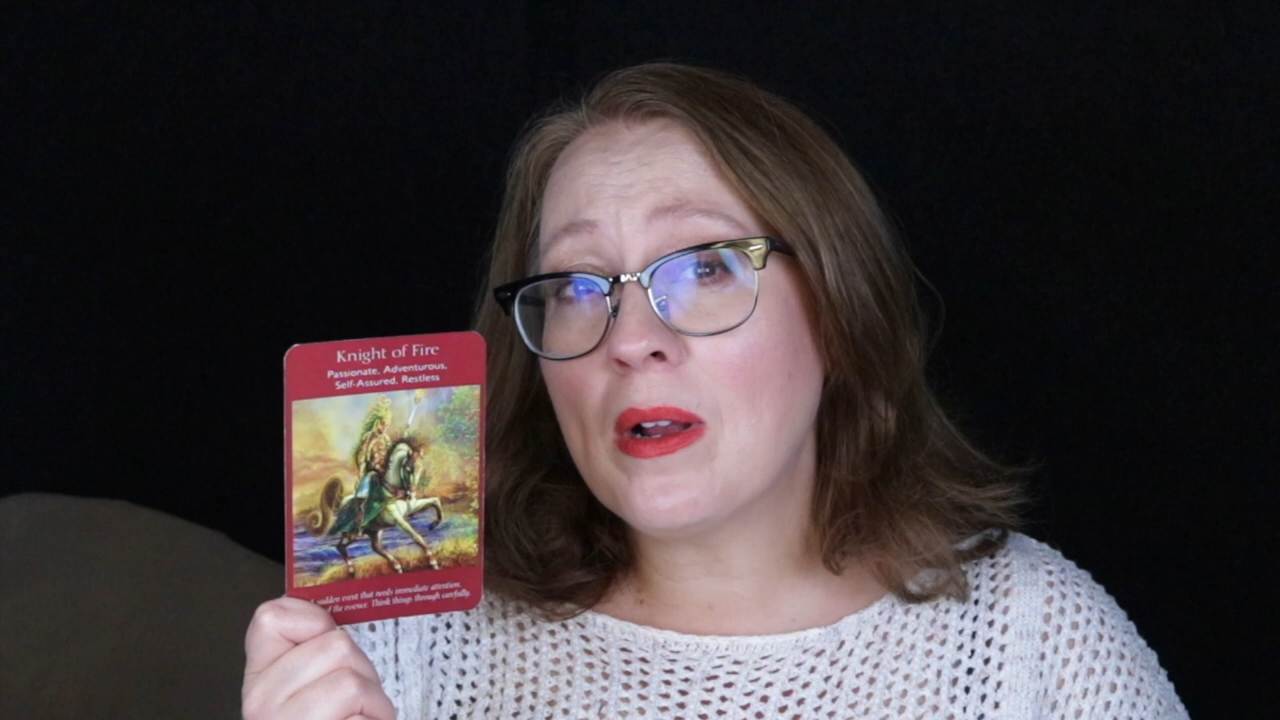 Knight of Fire
Passionate, Adventurous,
Self-Assured, Restless
sudden event that needs immediate attention.
of the essence. Think things through carefully.